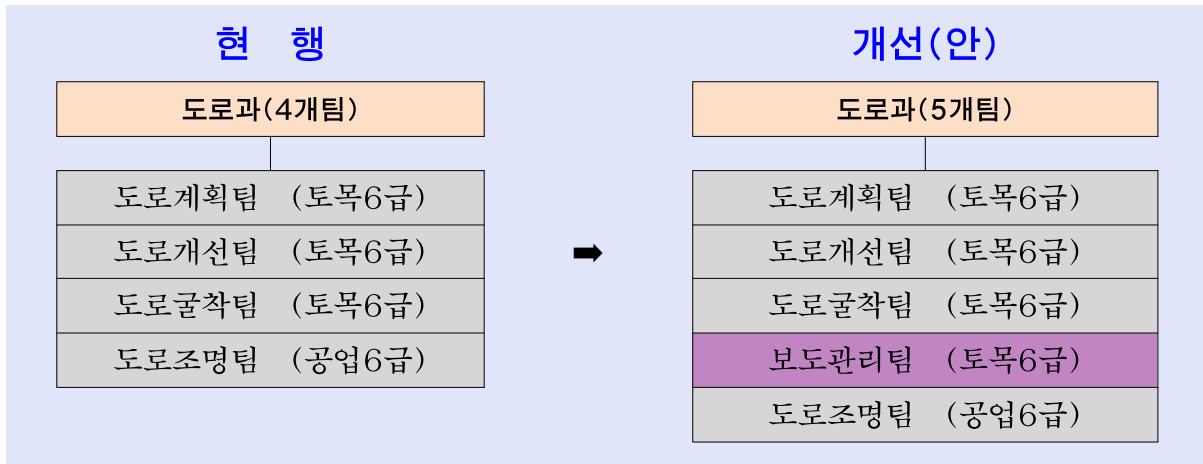 현 행
도로과(4개팀)
도로계획팀 (토목6급)
도로개선팀 (토목6급)
도로굴착팀 (토목6급)
도로조명팀 (공업6급)
➡
개선(안)
도로과(5개팀)
도로계획팀 (토목6급)
도로개선팀 (토목6급)
도로굴착팀 (토목6급)
보도관리팀 (토목6급)
도로조명팀 (공업6급)